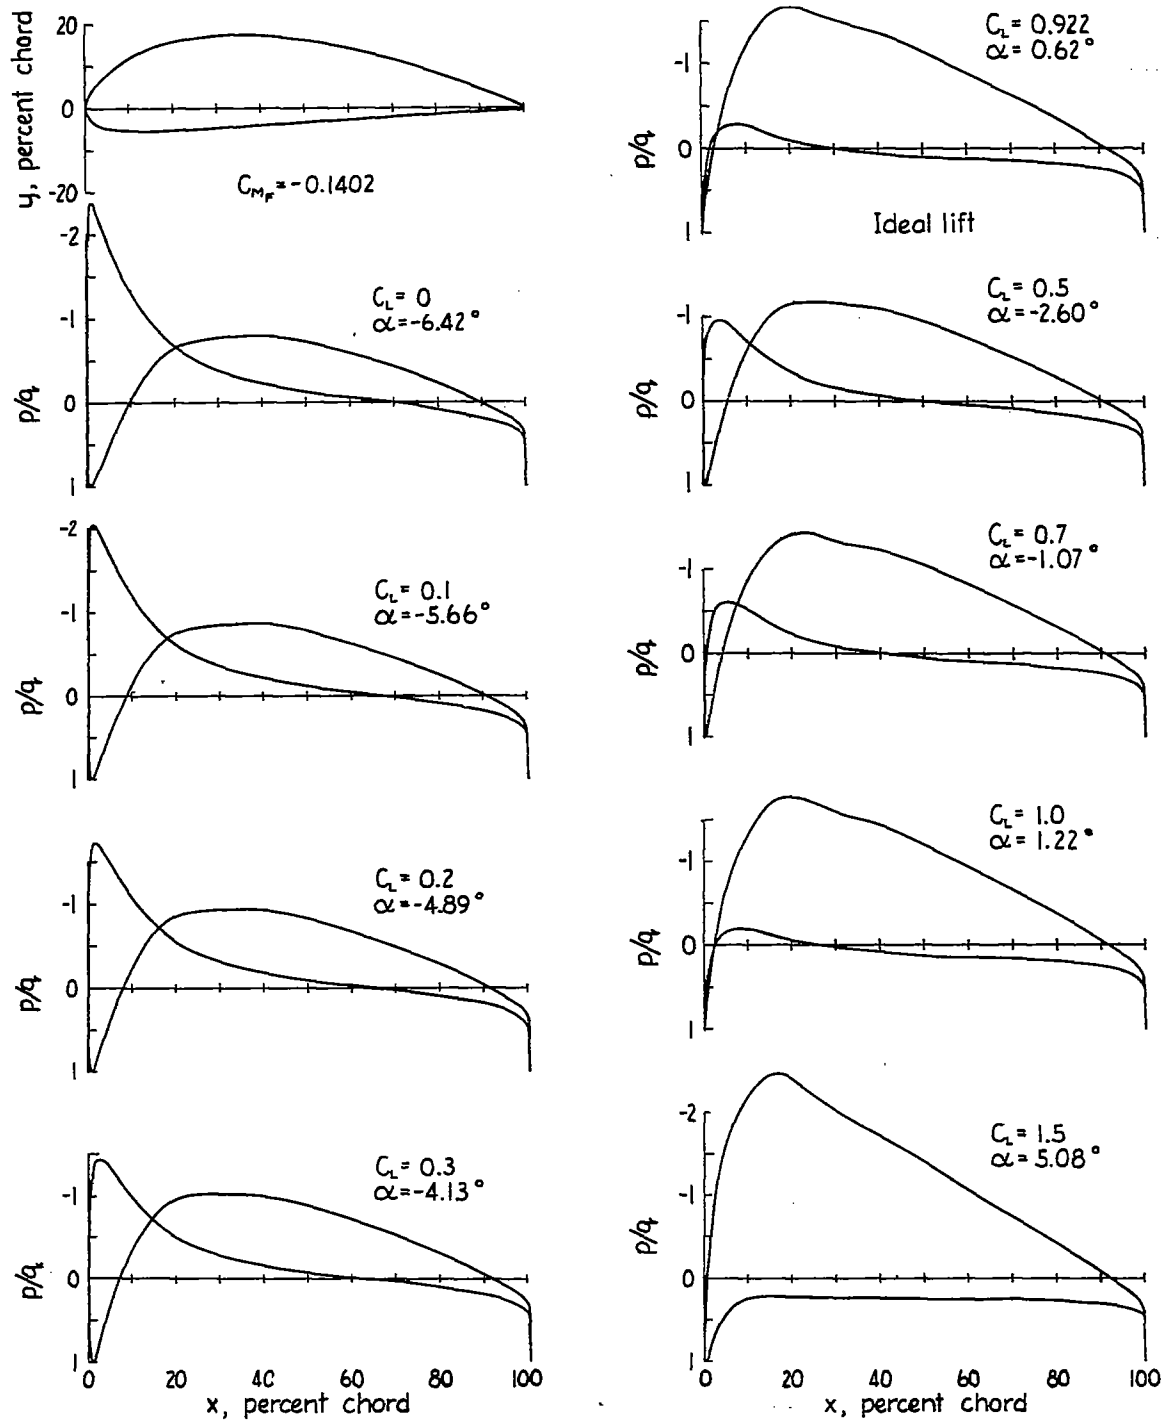 20
0
-20
y, percent chord
C_{M_F} = -0.1402
-2
-1
0
1
p/q
C_L = 0
α = -6.42°
-2
-1
0
1
p/q
C_L = 0.1
α = -5.66°
-1
0
1
p/q
C_L = 0.2
α = -4.89°
-1
0
1
p/q
C_L = 0.3
α = -4.13°
0 20 40 60 80 100
x, percent chord
-1
0
1
p/q
C_L = 0.922
α = 0.62°
Ideal lift
-1
0
1
p/q
C_L = 0.5
α = -2.60°
-1
0
1
p/q
C_L = 0.7
α = -1.07°
-1
0
1
p/q
C_L = 1.0
α = 1.22°
-2
-1
0
1
p/q
C_L = 1.5
α = 5.08°
0 20 40 60 80 100
x, percent chord